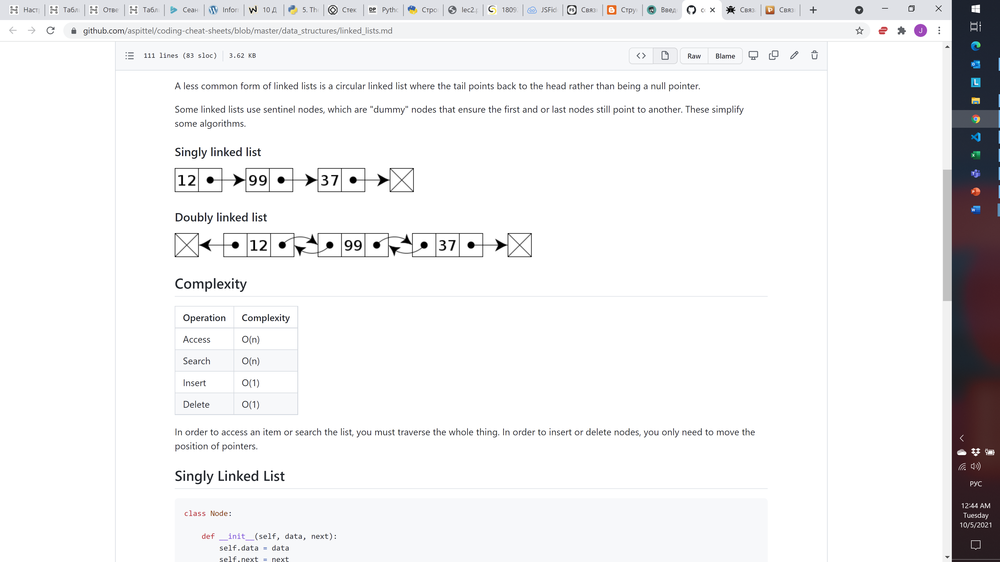 Наст Табл Отве Табл Сеан Inforr 10 Д 5. The Стек Pytho Стро lec2.p 1809 JSFid Связ Стру Введ Связ Связ
github.com/aspittel/coding-cheat-sheets/blob/master/data_structures/linked_lists.md J
111 lines (83 sloc) 3.62 KB Raw Blame
A less common form of linked lists is a circular linked list where the tail points back to the head rather than being a null pointer.
Some linked lists use sentinel nodes, which are "dummy" nodes that ensure the first and or last nodes still point to another. These simplify
some algorithms.
Singly linked list
12 99 37
Doubly linked list
12 99 37
Complexity
Operation Complexity
Access O(n)
Search O(n)
Insert O(1)
Delete O(1)
In order to access an item or search the list, you must traverse the whole thing. In order to insert or delete nodes, you only need to move the
position of pointers.
Singly Linked List
class Node:
def __init__(self, data, next):
self.data = data
self.next = next
РУС
12:44 AM
Tuesday
10/5/2021